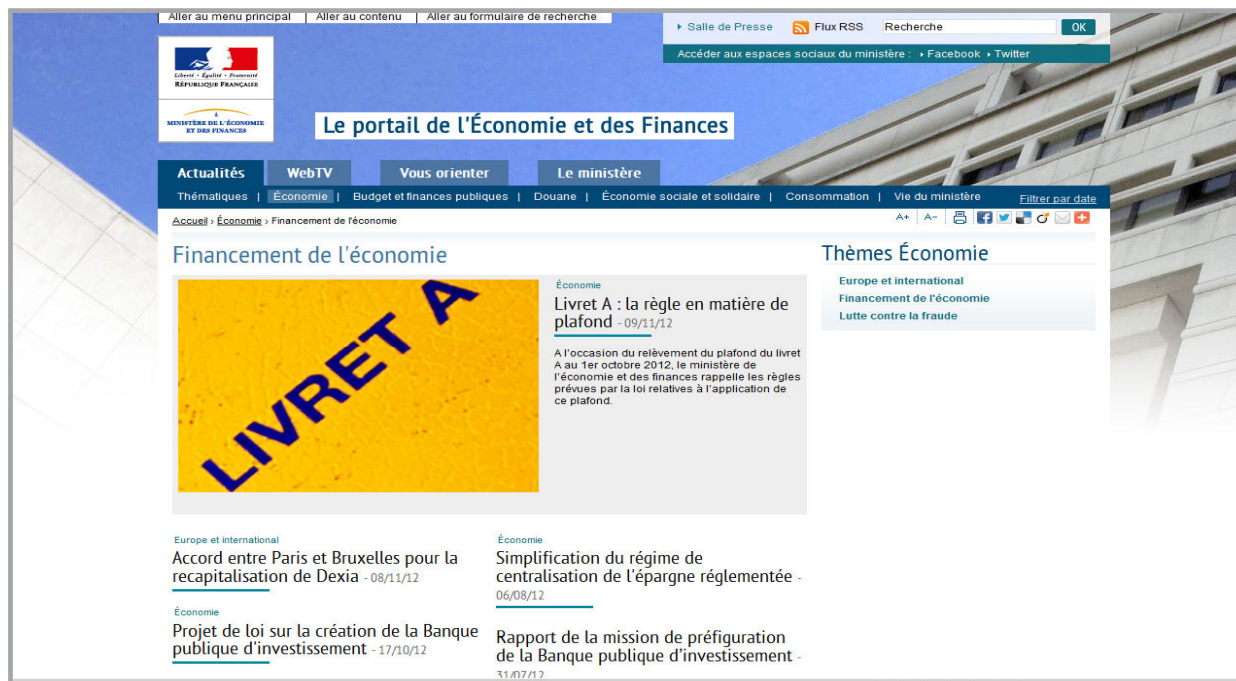 Aller au menu principal | Aller au contenu | Aller au formulaire de recherche
Salle de Presse Flux RSS Recherche OK
Accéder aux espaces sociaux du ministère : Facebook Twitter
Liberté • Égalité • Fraternité
RÉPUBLIQUE FRANÇAISE
MINISTÈRE DE L'ÉCONOMIE
ET DES FINANCES
Le portail de l'Économie et des Finances
Actualités WebTV Vous orienter Le ministère
Thématiques | Économie | Budget et finances publiques | Douane | Économie sociale et solidaire | Consommation | Vie du ministère Filtrer par date
Accueil › Économie › Financement de l'économie A+ A-
Financement de l'économie
LIVRET A
Économie
Livret A : la règle en matière de
plafond - 09/11/12
A l'occasion du relèvement du plafond du livret
A au 1er octobre 2012, le ministère de
l'économie et des finances rappelle les règles
prévues par la loi relatives à l'application de
ce plafond.
Thèmes Économie
Europe et international
Financement de l'économie
Lutte contre la fraude
Europe et international
Accord entre Paris et Bruxelles pour la
recapitalisation de Dexia - 08/11/12
Économie
Projet de loi sur la création de la Banque
publique d'investissement - 17/10/12
Économie
Simplification du régime de
centralisation de l'épargne réglementée -
06/08/12
Rapport de la mission de préfiguration
de la Banque publique d’investissement -
31/07/12